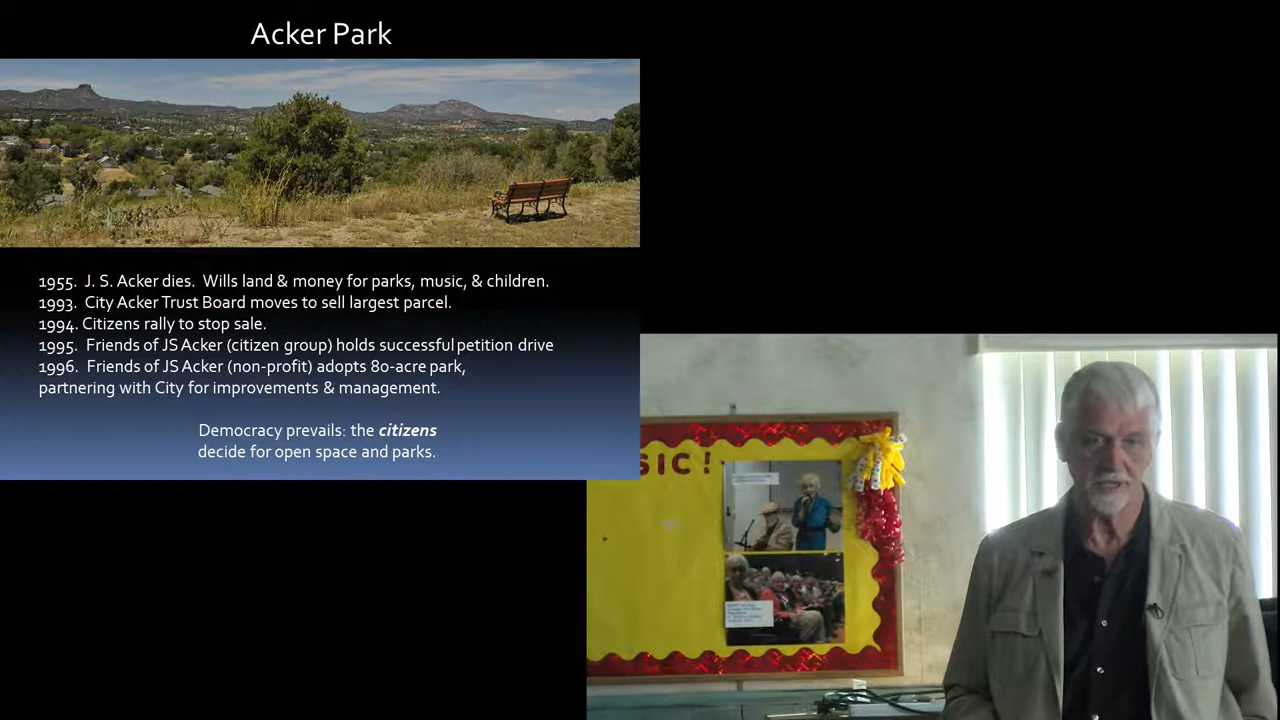 Acker Park
1955.  J. S. Acker dies.  Wills land & money for parks, music, & children.
1993.  City Acker Trust Board moves to sell largest parcel.
1994. Citizens rally to stop sale.
1995.  Friends of JS Acker (citizen group) holds successful petition drive
1996.  Friends of JS Acker (non-profit) adopts 80-acre park,
partnering with City for improvements & management.
Democracy prevails: the citizens
decide for open space and parks.
SIC!